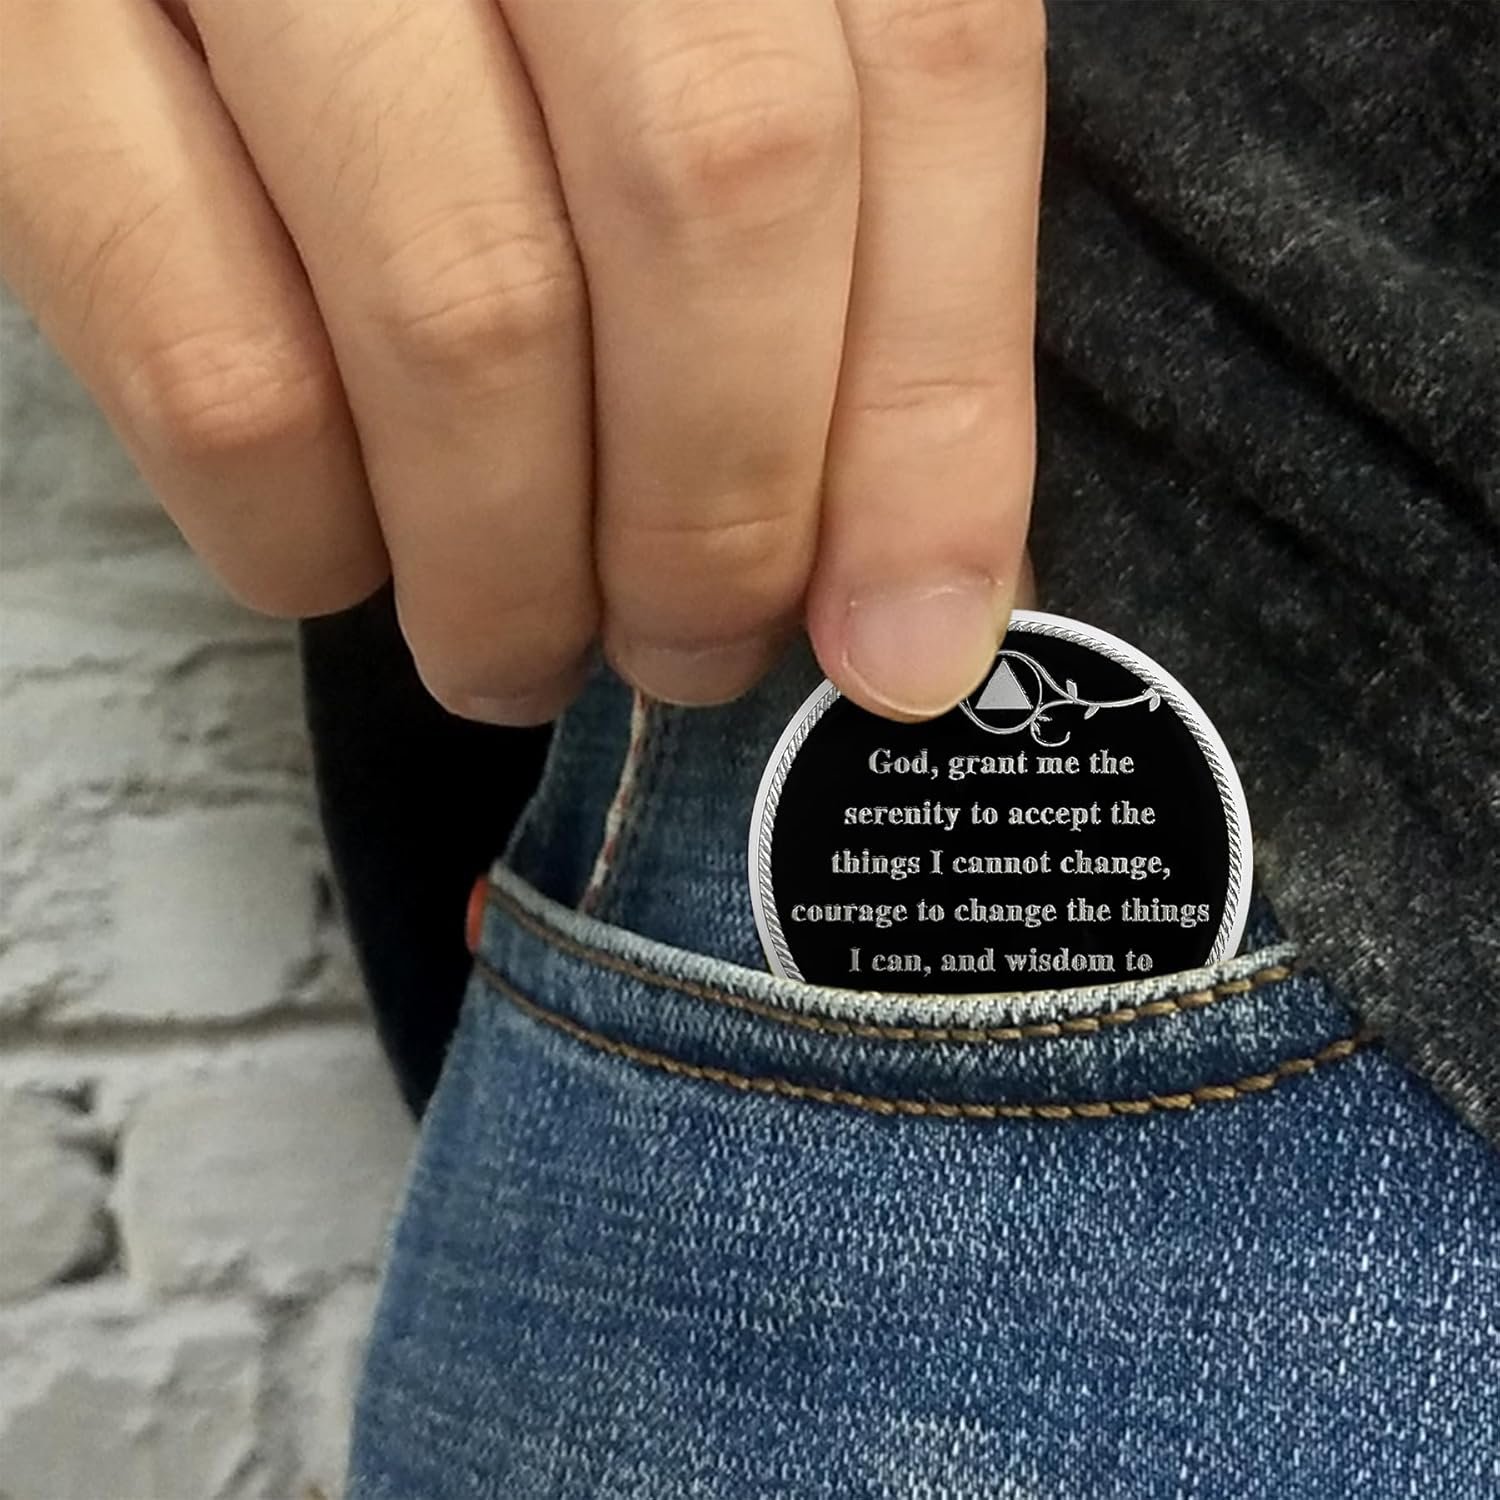 God, grant me the
serenity to accept the
things I cannot change,
courage to change the things
I can, and wisdom to